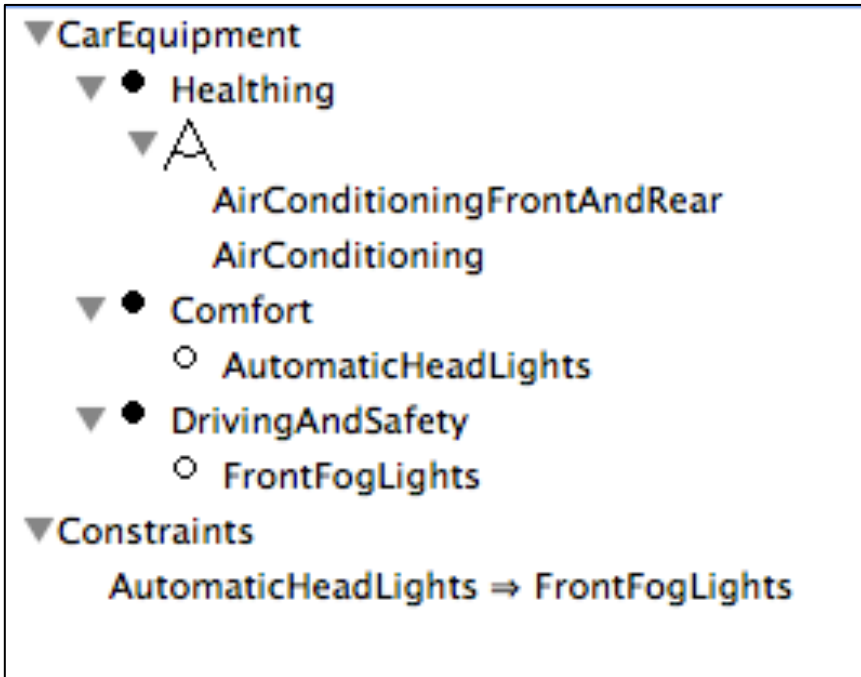 CarEquipment
Healthing
AirConditioningFrontAndRear
AirConditioning
Comfort
AutomaticHeadLights
DrivingAndSafety
FrontFogLights
Constraints
AutomaticHeadLights ⇒ FrontFogLights